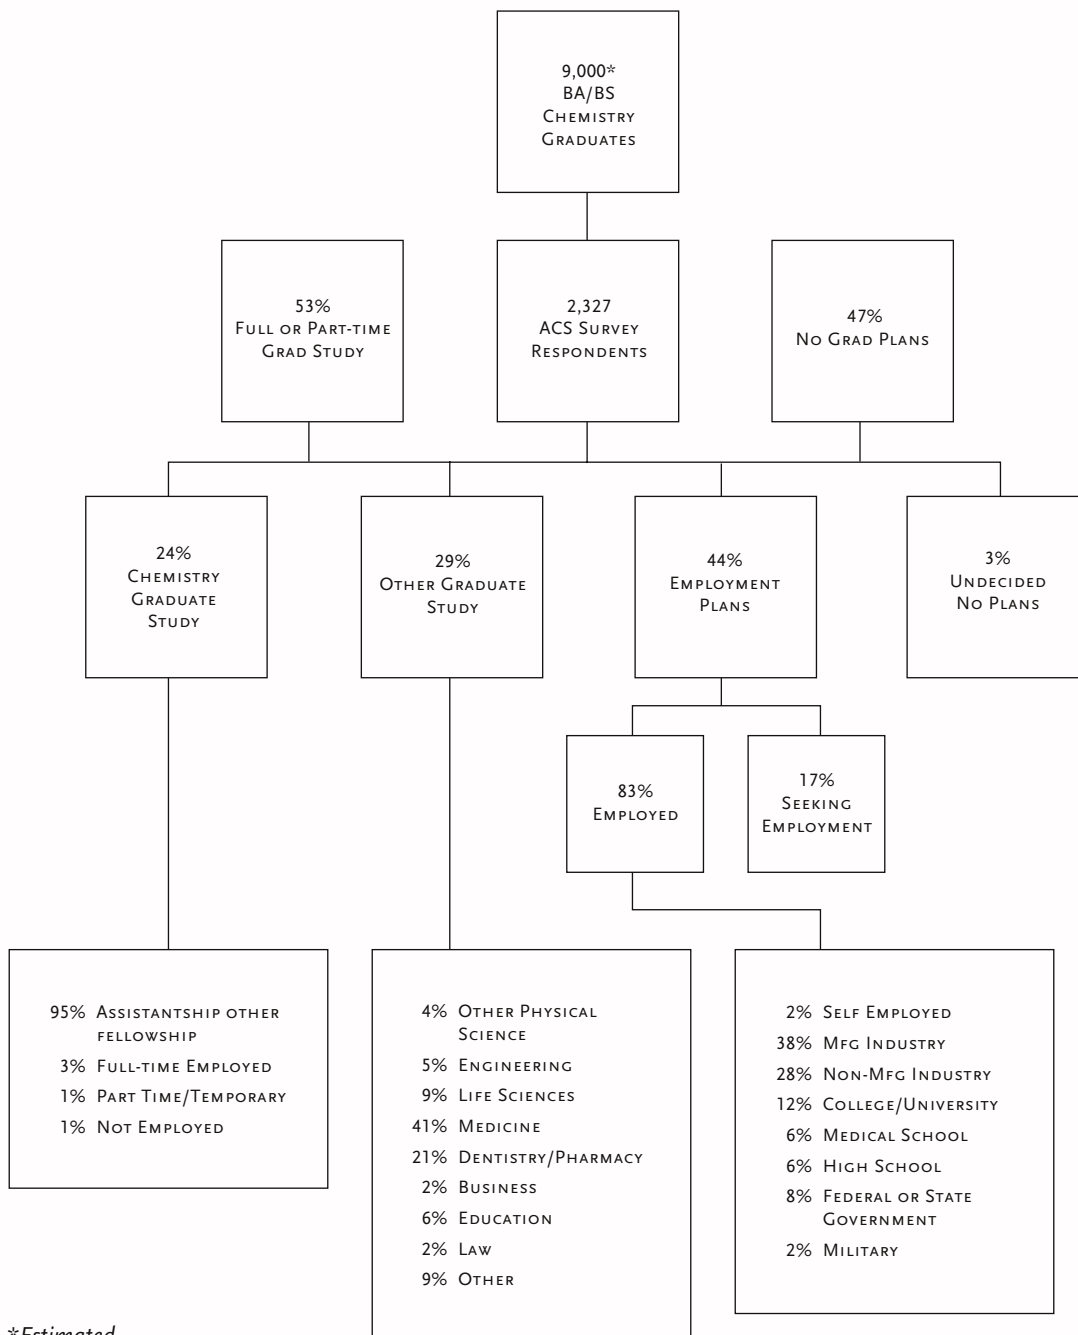 9,000*
BA/BS
Chemistry
Graduates
53%
Full or Part-time
Grad Study
2,327
ACS Survey
Respondents
47%
No Grad Plans
24%
Chemistry
Graduate
Study
29%
Other Graduate
Study
44%
Employment
Plans
3%
Undecided
No Plans
83%
Employed
17%
Seeking
Employment
95% Assistantship other
fellowship
3% Full-time Employed
1% Part Time/Temporary
1% Not Employed
4% Other Physical
Science
5% Engineering
9% Life Sciences
41% Medicine
21% Dentistry/Pharmacy
2% Business
6% Education
2% Law
9% Other
2% Self Employed
38% Mfg Industry
28% Non-Mfg Industry
12% College/University
6% Medical School
6% High School
8% Federal or State
Government
2% Military
*Estimated